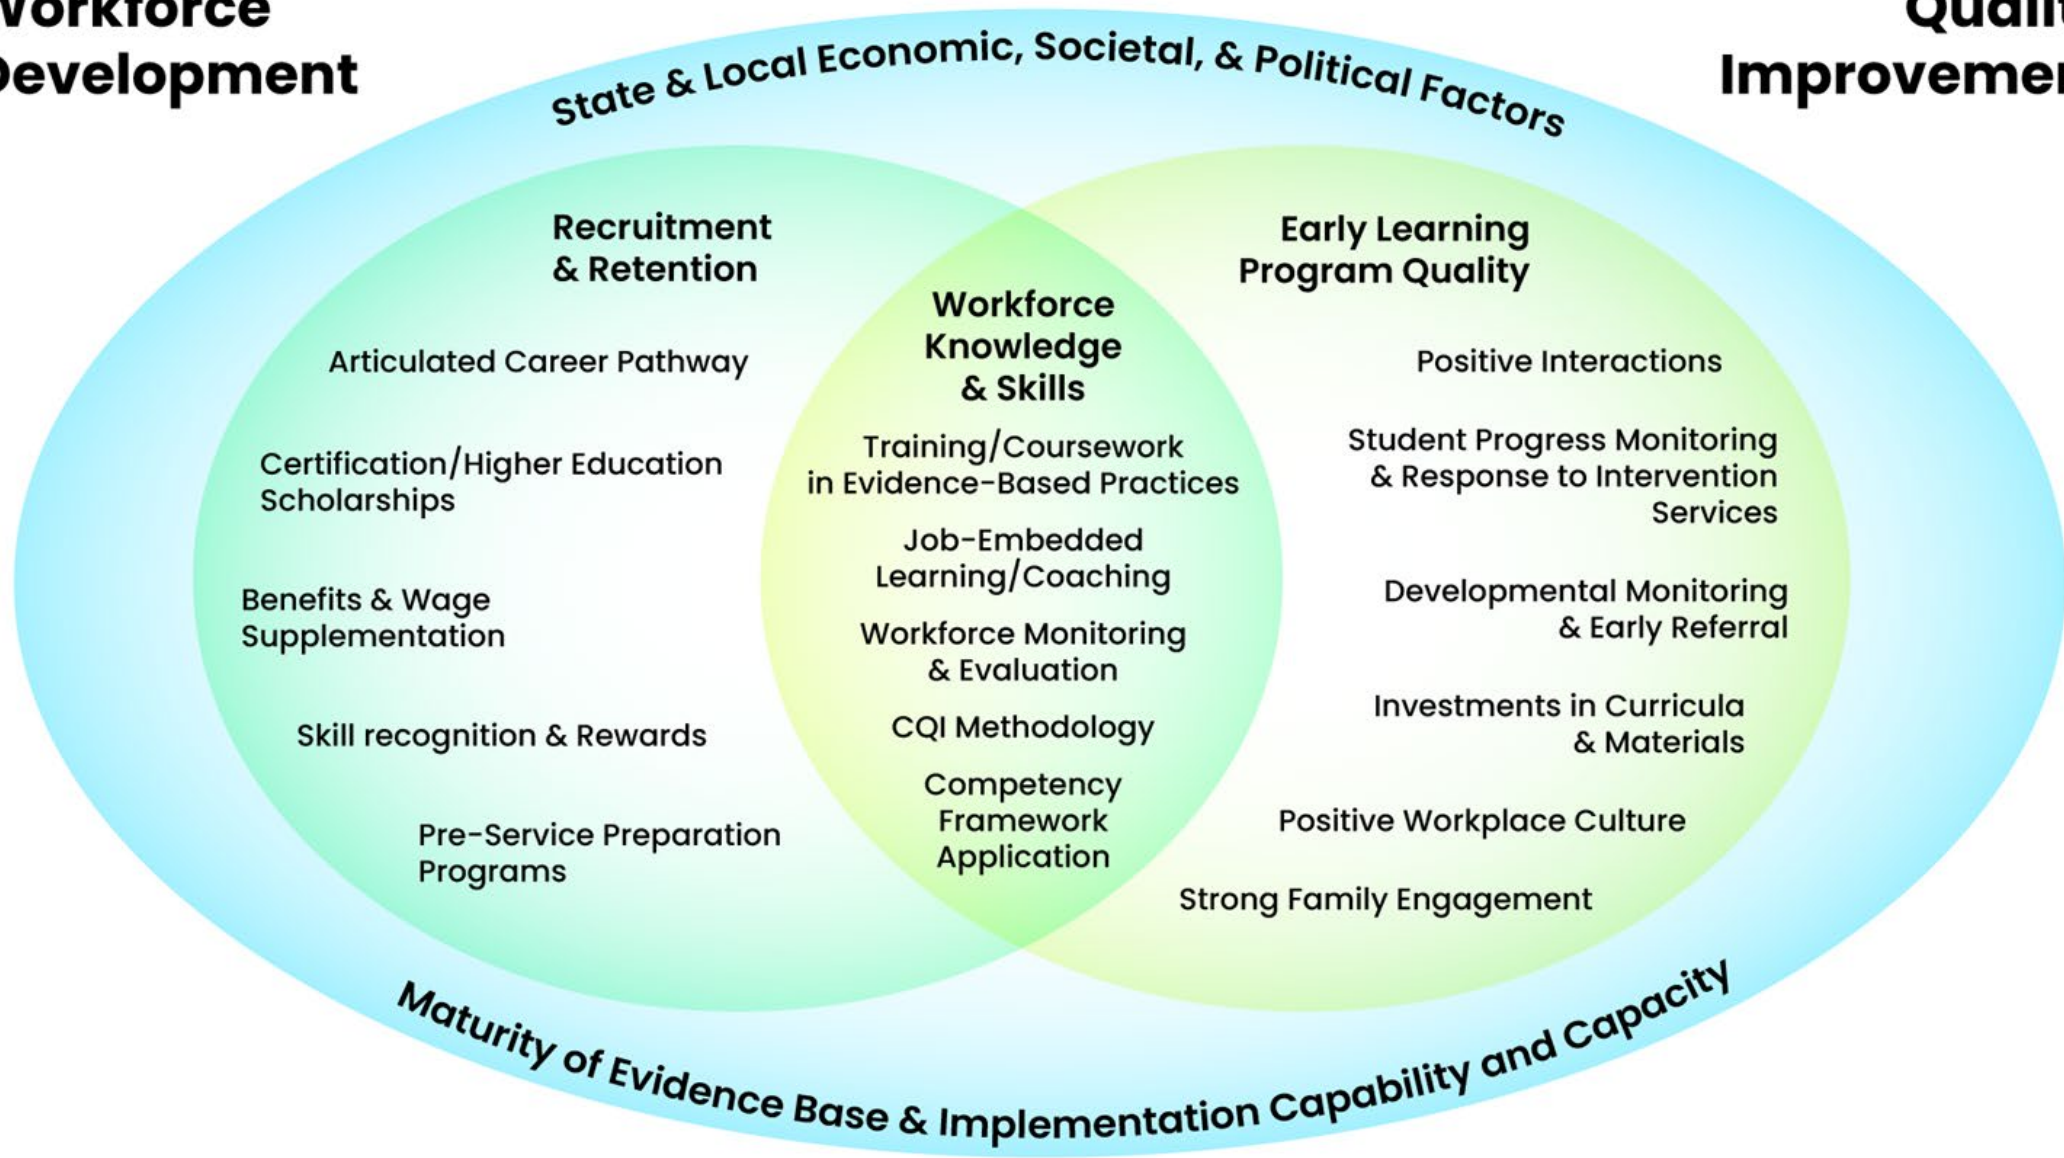 Workforce
Development
Quali
Improvemen
State & Local Economic, Societal, & Political Factors
Recruitment
& Retention
Articulated Career Pathway
Certification/Higher Education
Scholarships
Benefits & Wage
Supplementation
Skill recognition & Rewards
Pre-Service Preparation
Programs
Workforce
Knowledge
& Skills
Training/Coursework
in Evidence-Based Practices
Job-Embedded
Learning/Coaching
Workforce Monitoring
& Evaluation
CQI Methodology
Competency
Framework
Application
Early Learning
Program Quality
Positive Interactions
Student Progress Monitoring
& Response to Intervention
Services
Developmental Monitoring
& Early Referral
Investments in Curricula
& Materials
Positive Workplace Culture
Strong Family Engagement
Maturity of Evidence Base & Implementation Capability and Capacity